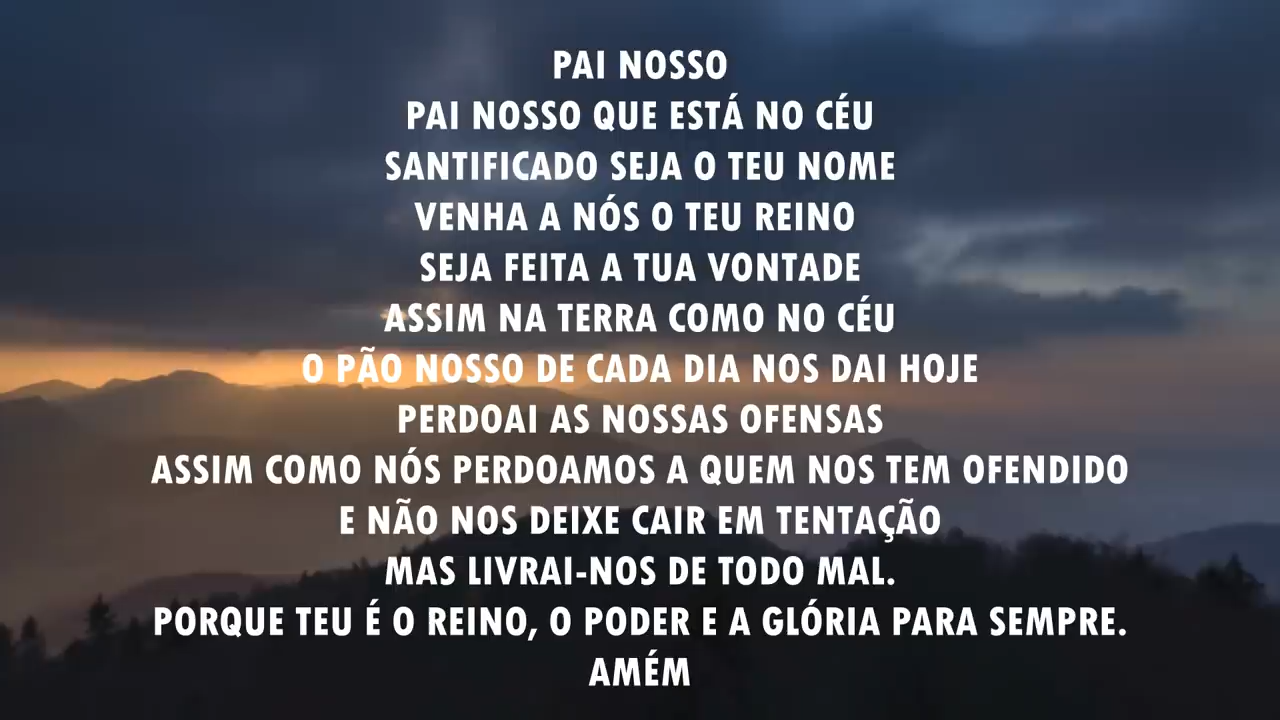 PAI NOSSO
PAI NOSSO QUE ESTÁ NO CÉU
SANTIFICADO SEJA O TEU NOME
VENHA A NÓS O TEU REINO
SEJA FEITA A TUA VONTADE
ASSIM NA TERRA COMO NO CÉU
O PÃO NOSSO DE CADA DIA NOS DAI HOJE
PERDOAI AS NOSSAS OFENSAS
ASSIM COMO NÓS PERDOAMOS A QUEM NOS TEM OFENDIDO
E NÃO NOS DEIXE CAIR EM TENTAÇÃO
MAS LIVRAI-NOS DE TODO MAL.
PORQUE TEU É O REINO, O PODER E A GLÓRIA PARA SEMPRE.
AMÉM